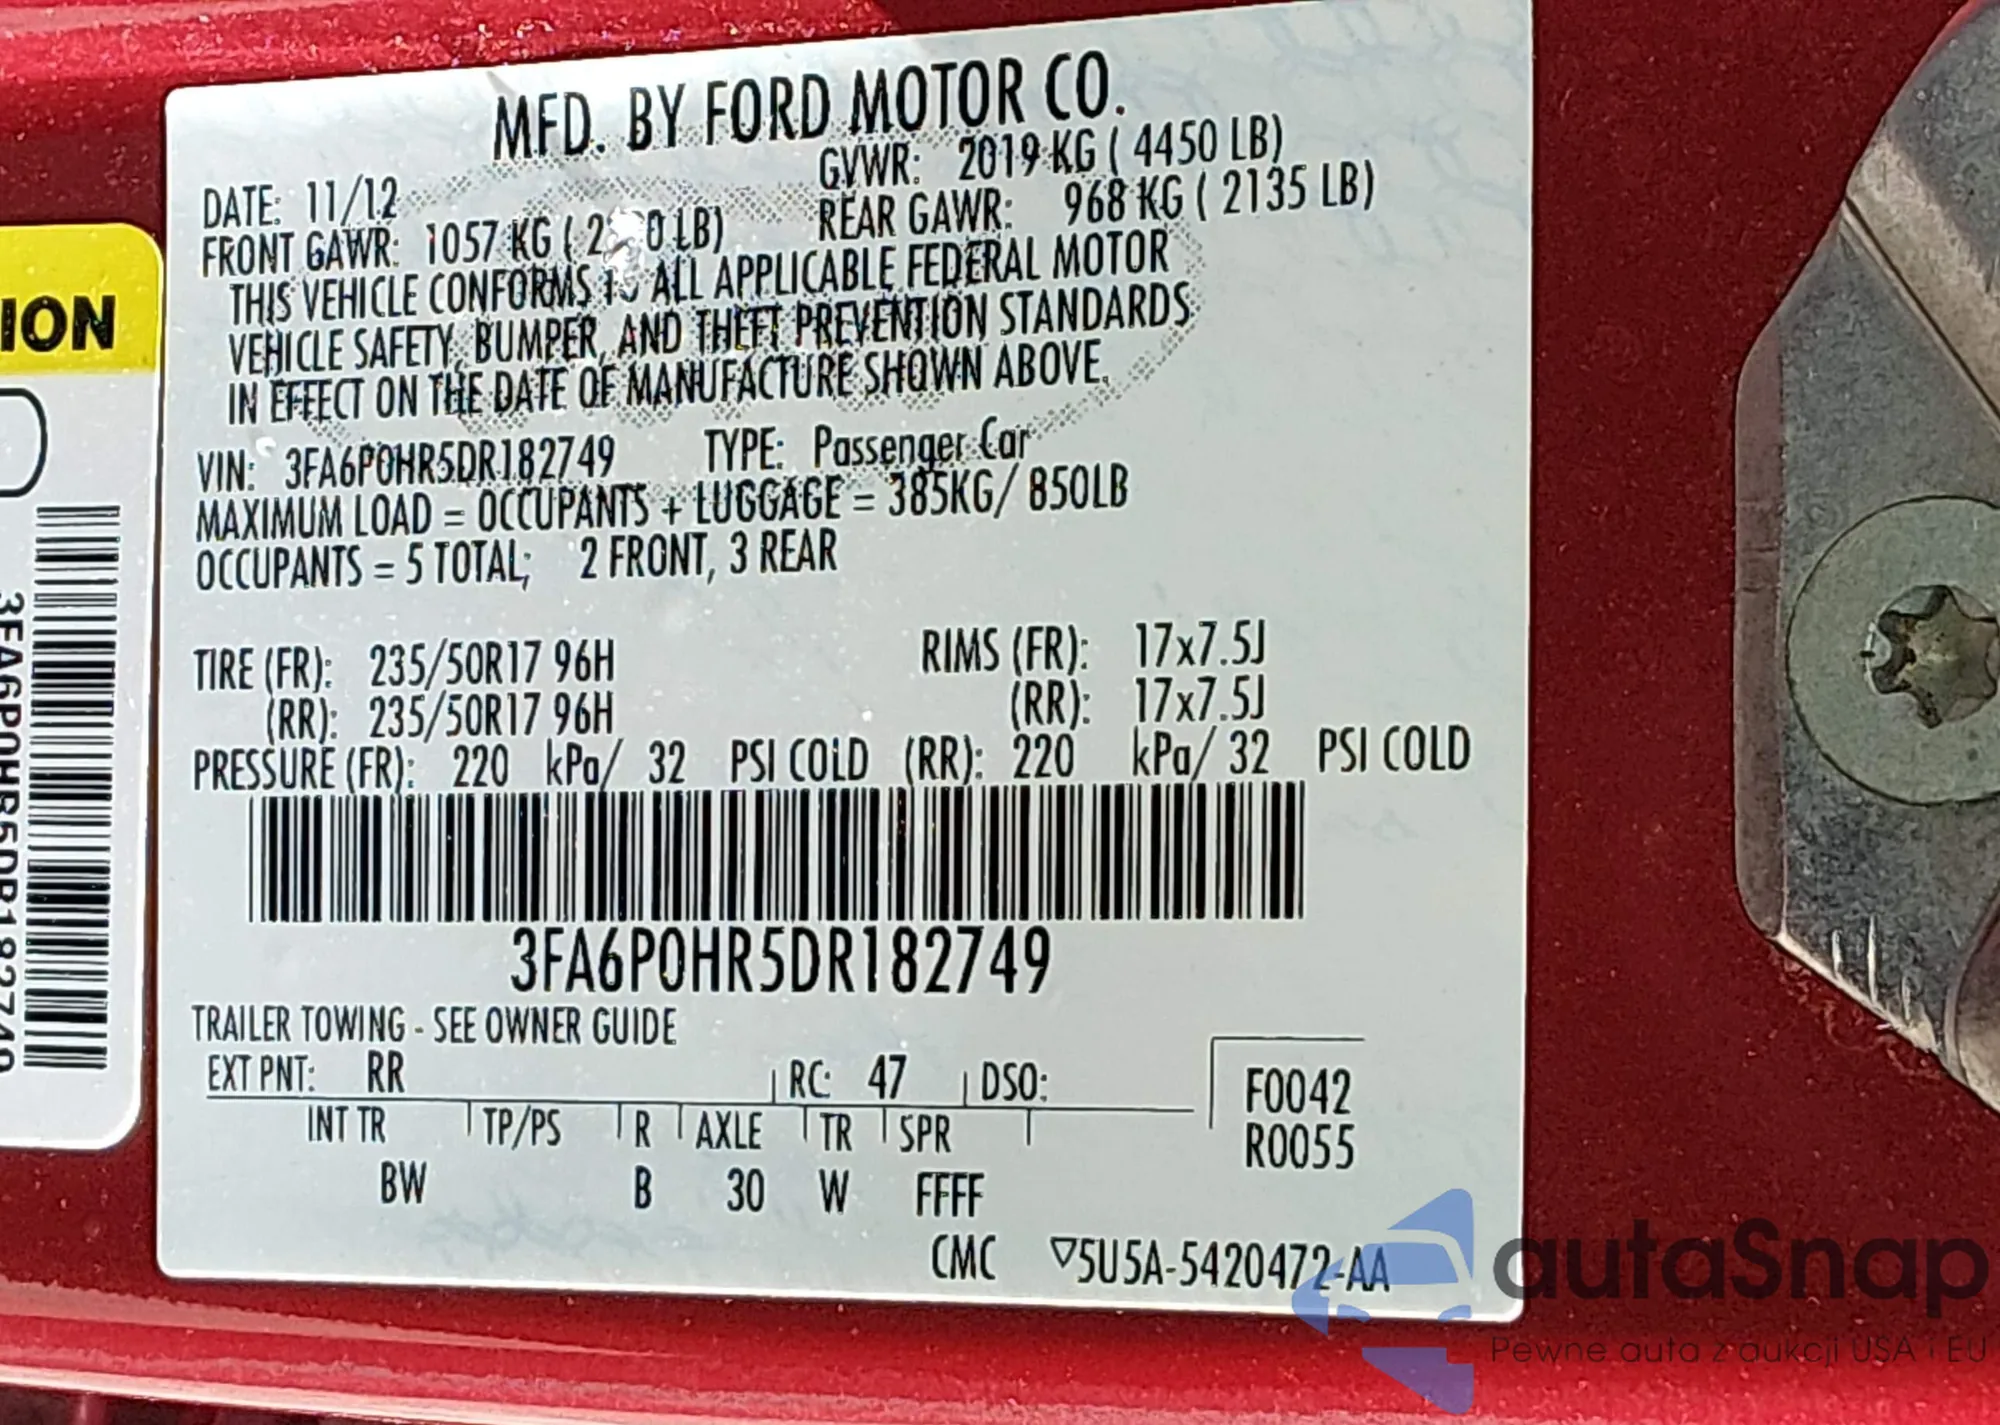 MFD. BY FORD MOTOR CO.
DATE: 11/12 GVWR: 2019 KG ( 4450 LB)
FRONT GAWR: 1057 KG ( LB) REAR GAWR: 968 KG ( 2135 LB)
THIS VEHICLE CONFORMS TO ALL APPLICABLE FEDERAL MOTOR
VEHICLE SAFETY, BUMPER, AND THEFT PREVENTION STANDARDS
IN EFFECT ON THE DATE OF MANUFACTURE SHOWN ABOVE.
VIN: 3FA6P0HR5DR182749 TYPE: Passenger Car
MAXIMUM LOAD = OCCUPANTS + LUGGAGE = 385KG/ 850LB
OCCUPANTS = 5 TOTAL; 2 FRONT, 3 REAR
TIRE (FR): 235/50R17 96H RIMS (FR): 17x7.5J
(RR): 235/50R17 96H (RR): 17x7.5J
PRESSURE (FR): 220 kPa/ 32 PSI COLD (RR): 220 kPa/ 32 PSI COLD
3FA6P0HR5DR182749
TRAILER TOWING - SEE OWNER GUIDE
EXT PNT: RR RC: 47 DSO:
F0042
R0055
INT TR TP/PS R AXLE TR SPR
BW B 30 W FFFF
CMC ▽5U5A-5420472-AA
ION
3FA6P0HR5DR182749
autaSnap
Pewne auta z aukcji USA i EU